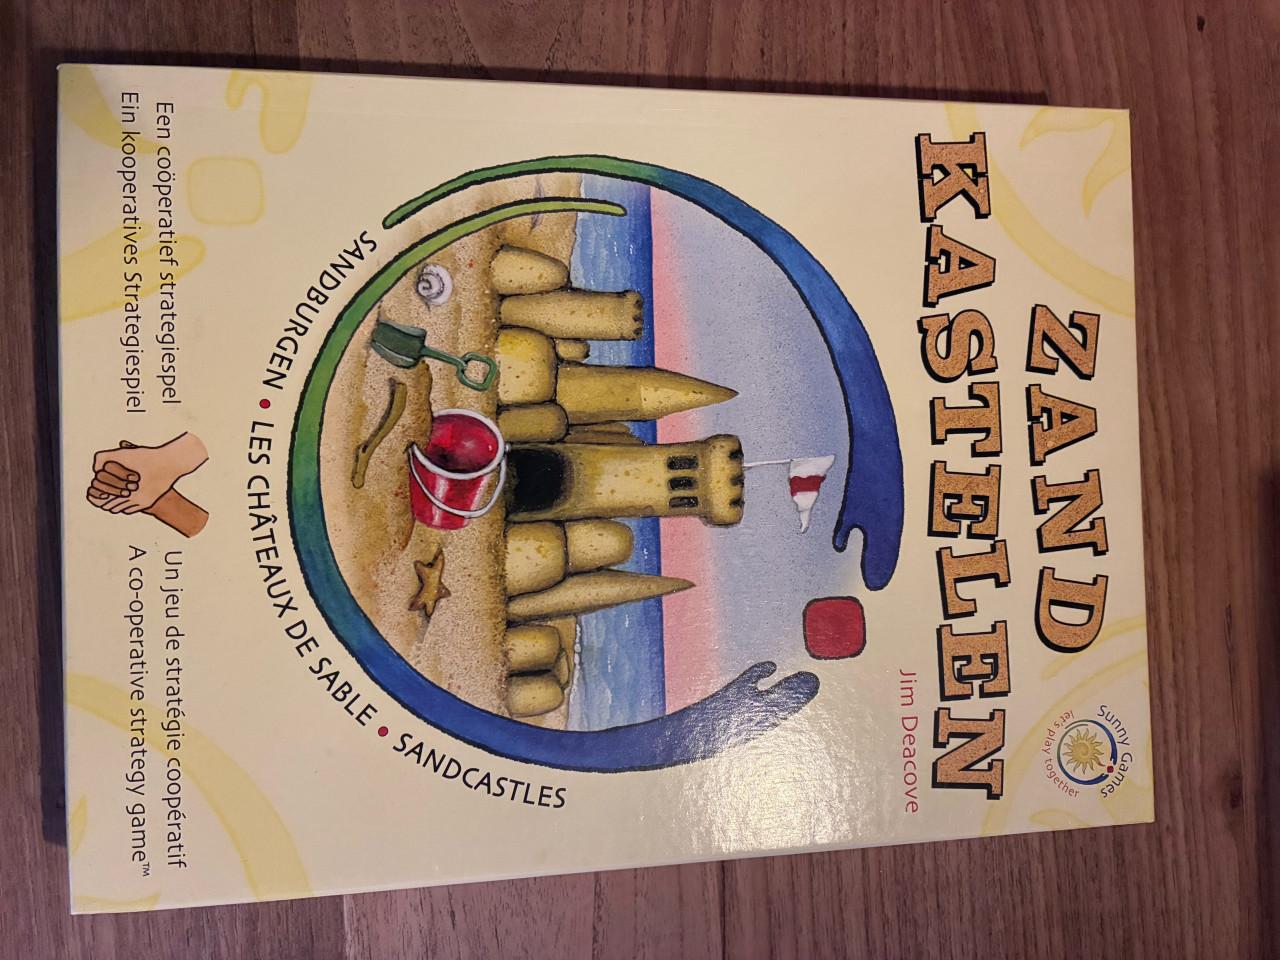 Sunny Games
let's play together
ZAND
KASTELEN
Jim Deacove
SANDBURGEN • LES CHÂTEAUX DE SABLE • SANDCASTLES
Een coöperatief strategiespel
Ein kooperatives Strategiespiel
Un jeu de stratégie coopératif
A co-operative strategy game™